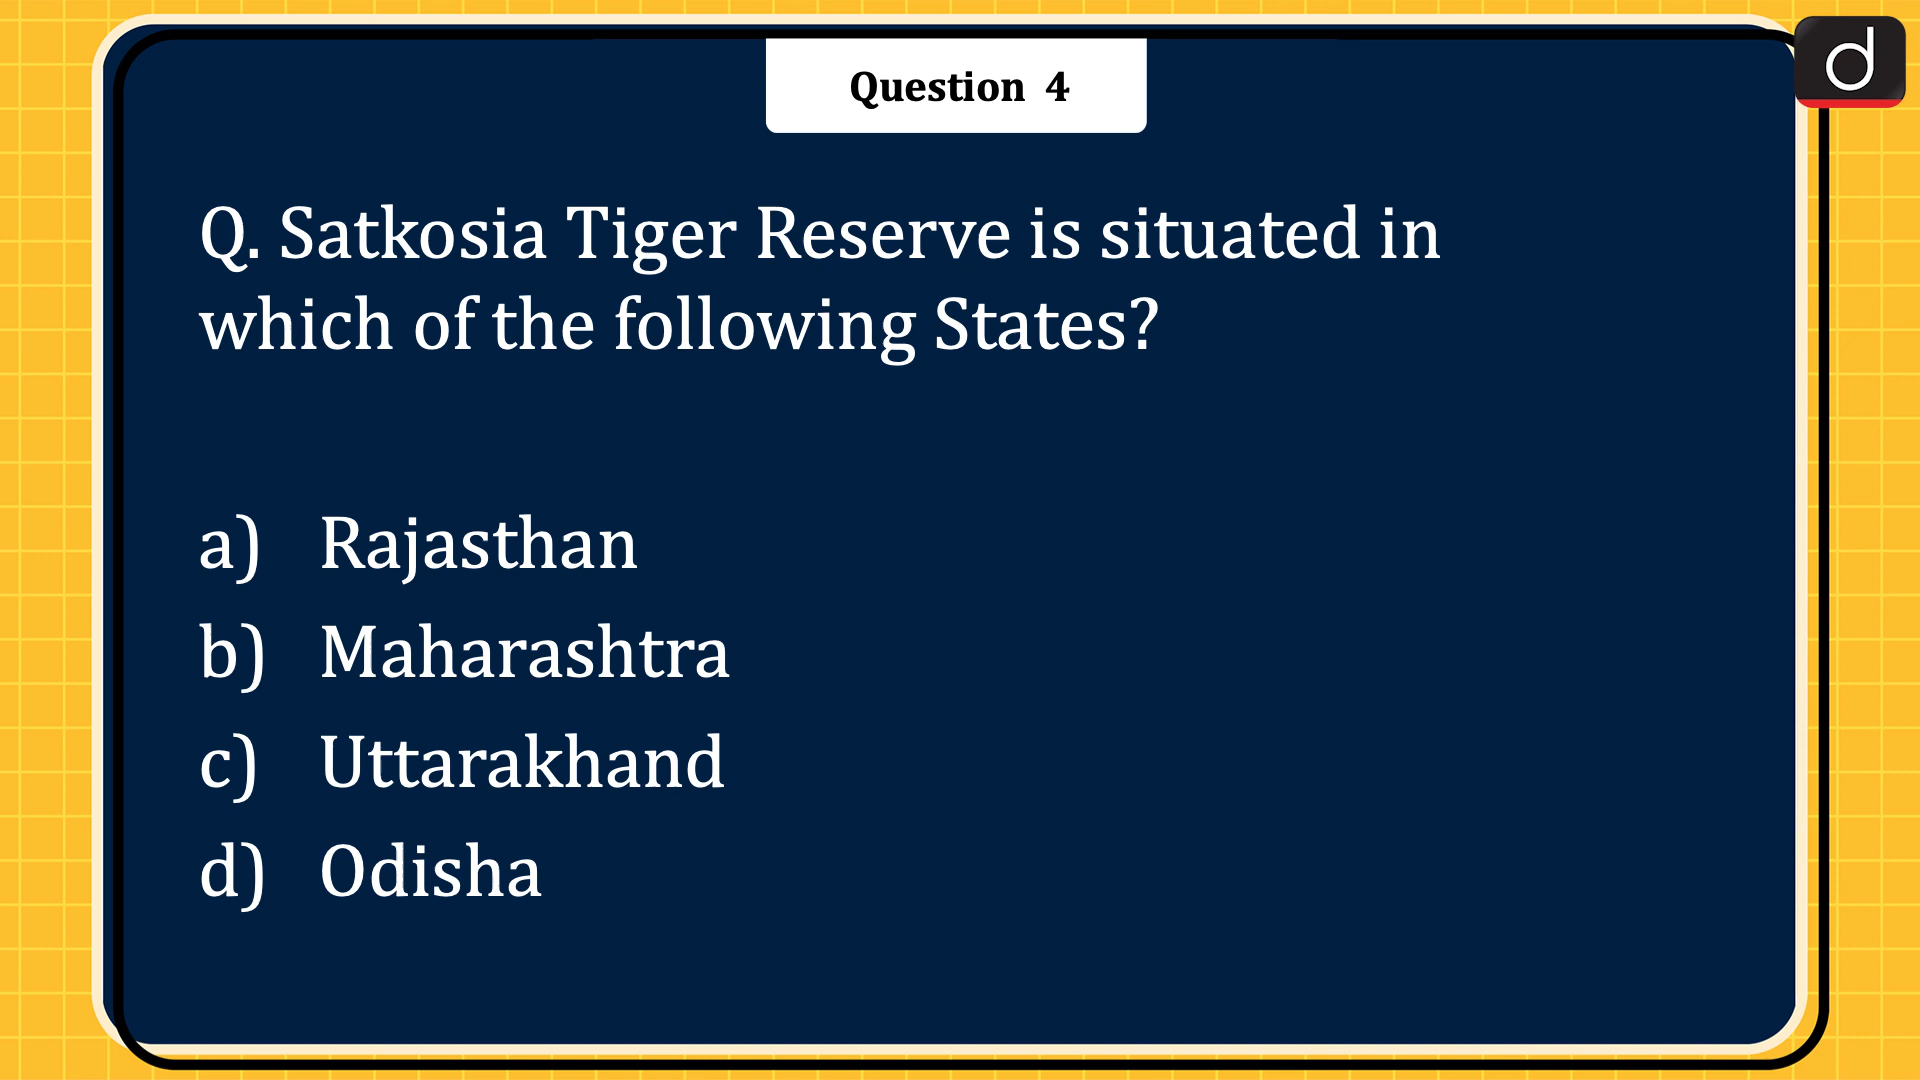 Question 4
d
Q. Satkosia Tiger Reserve is situated in
which of the following States?
a) Rajasthan
b) Maharashtra
c) Uttarakhand
d) Odisha